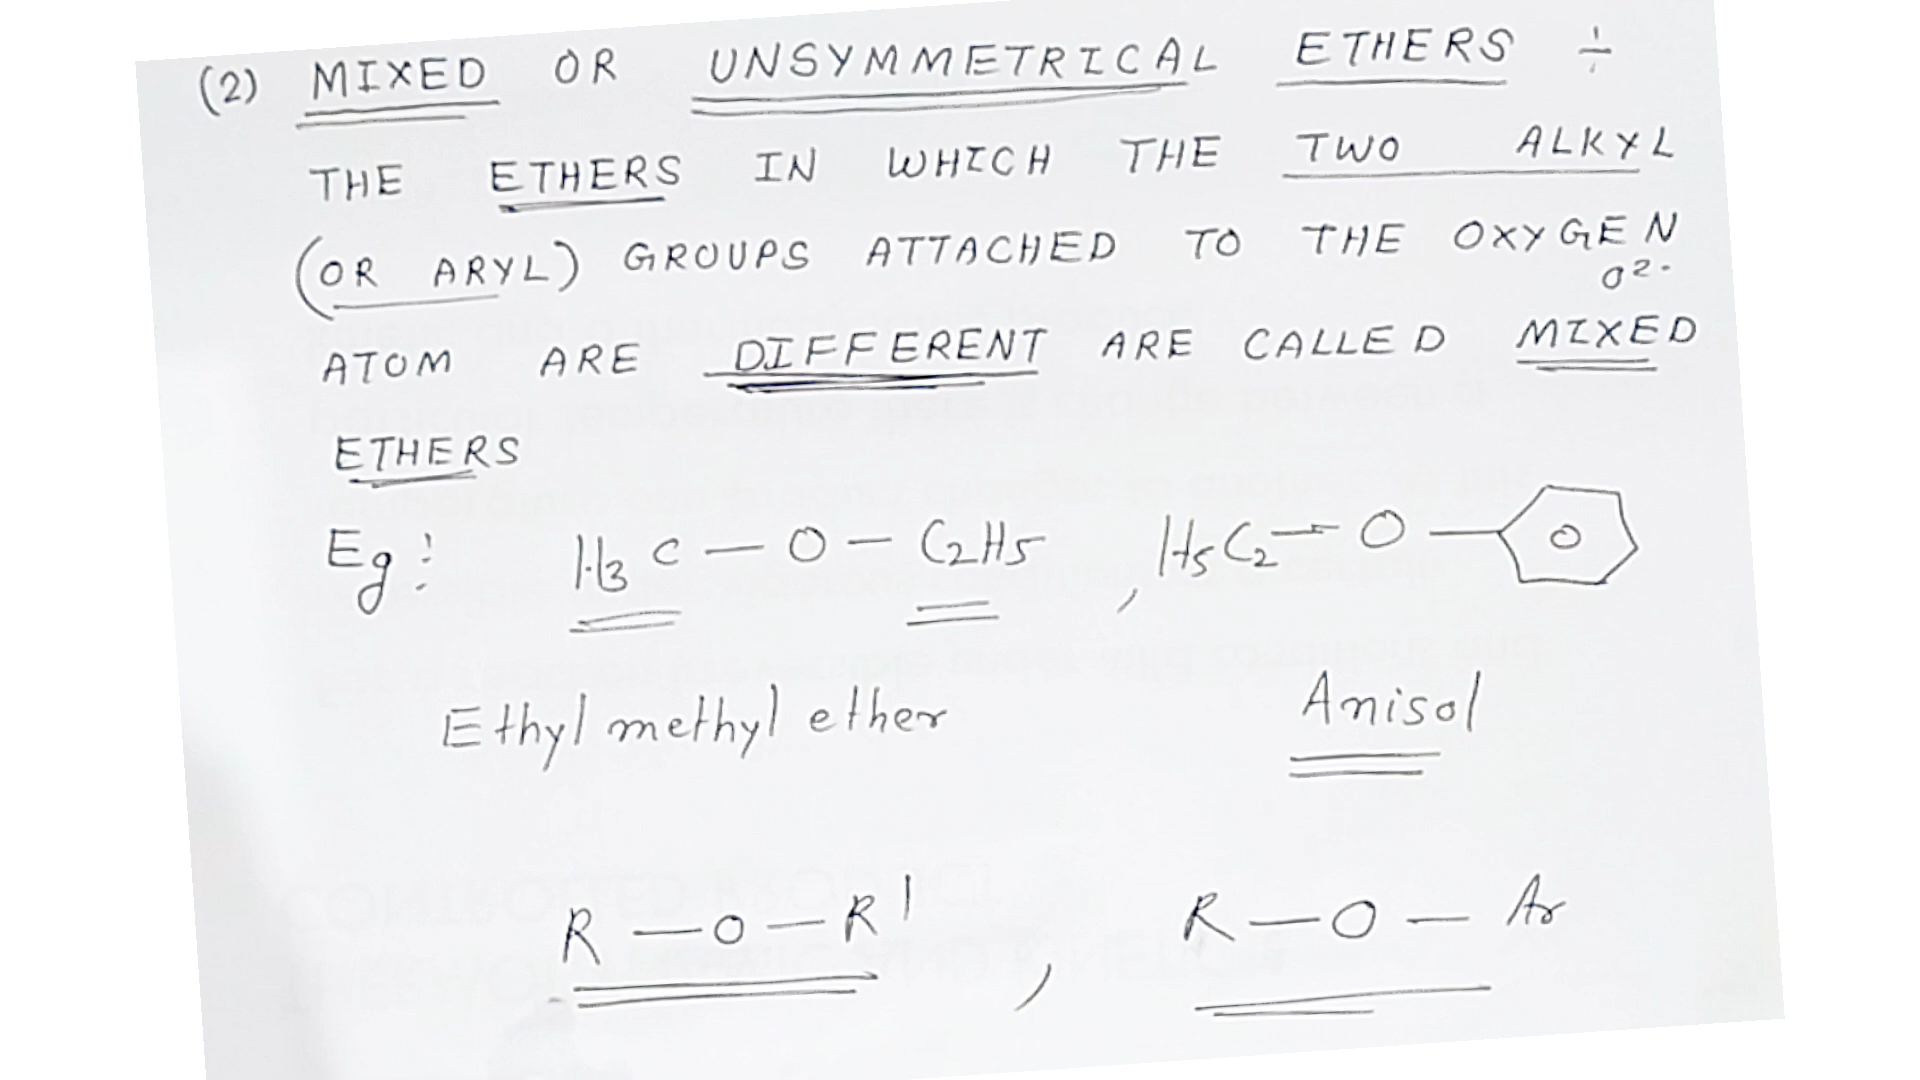 (2) MIXED OR UNSYMMETRICAL ETHERS ÷
THE ETHERS IN WHICH THE TWO ALKYL
(OR ARYL) GROUPS ATTACHED TO THE OXYGEN
O2-
ATOM ARE DIFFERENT ARE CALLED MIXED
ETHERS
Eg: H3C — O — C2H5 , H5C2 — O —
Ethyl methyl ether Anisol
R — O — R' , R — O — Ar